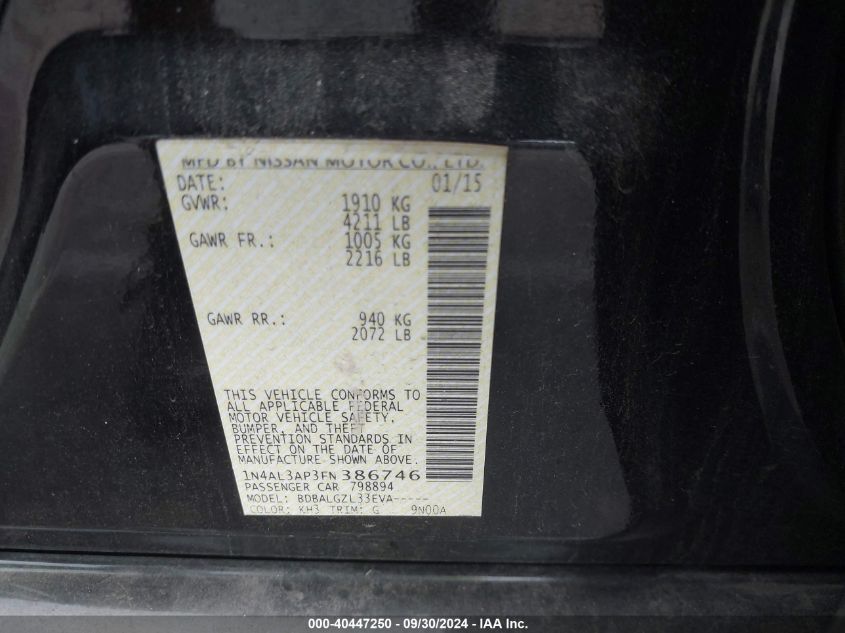 MFD BY NISSAN MOTOR CO., LTD.
DATE: 01/15
GVWR: 1910 KG
4211 LB
GAWR FR.: 1005 KG
2216 LB
GAWR RR.: 940 KG
2072 LB
THIS VEHICLE CONFORMS TO
ALL APPLICABLE FEDERAL
MOTOR VEHICLE SAFETY,
BUMPER, AND THEFT
PREVENTION STANDARDS IN
EFFECT ON THE DATE OF
MANUFACTURE SHOWN ABOVE.
1N4AL3AP3FN386746
PASSENGER CAR 798894
MODEL: BDBALGZL33EVA-----
COLOR: KH3 TRIM: G 9N00A
000-40447250 - 09/30/2024 - IAA Inc.